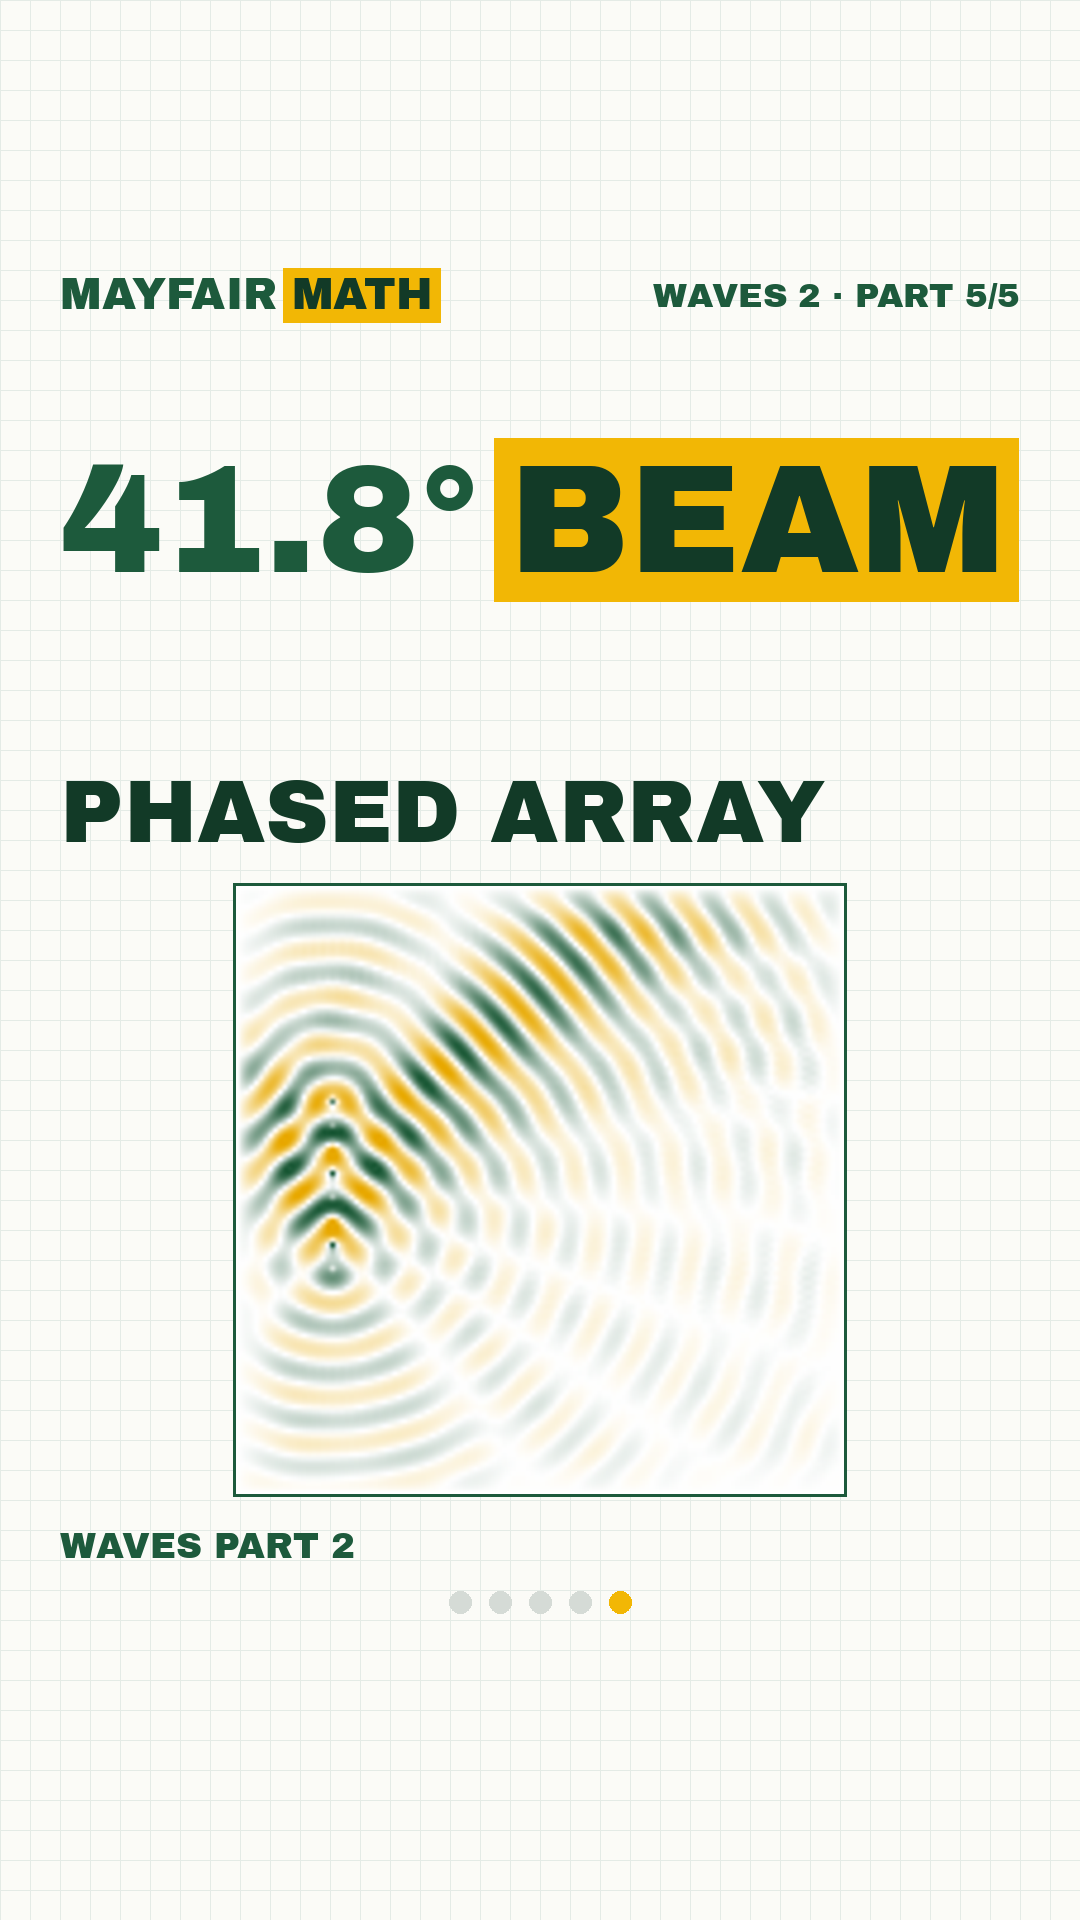 MAYFAIR MATH
WAVES 2 · PART 5/5
41.8° BEAM
PHASED ARRAY
WAVES PART 2